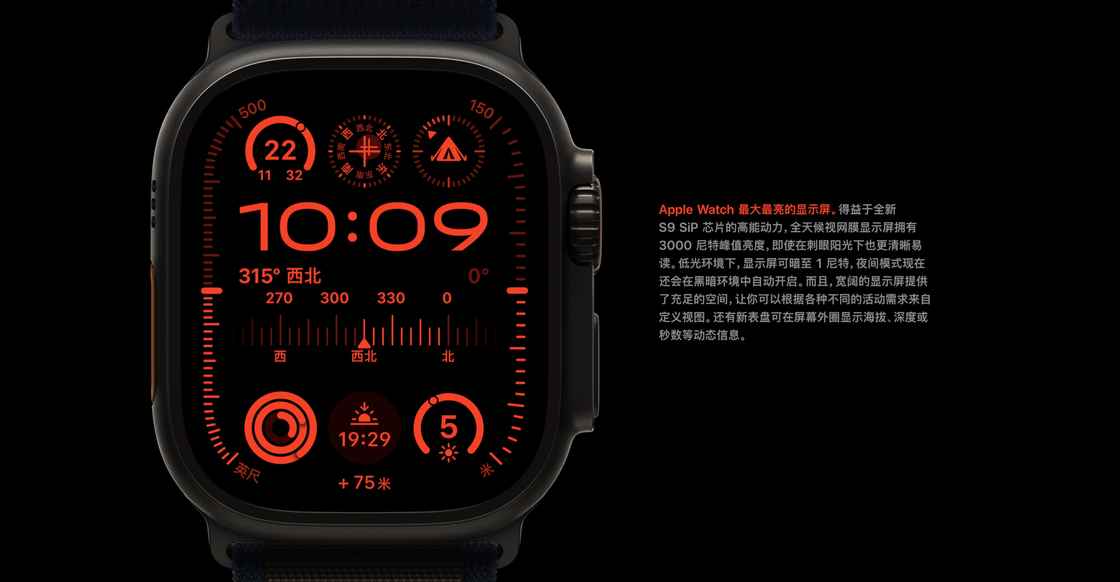 500
150
22
11 32
西北
西
北
东北
东
东南
南
西南
10:09
315° 西北
0°
270 300 330 0
西 西北 北
19:29
5
英尺
米
+75米
Apple Watch 最大最亮的显示屏。得益于全新
S9 SiP 芯片的高能动力，全天候视网膜显示屏拥有
3000 尼特峰值亮度，即使在刺眼阳光下也更清晰易
读。低光环境下，显示屏可暗至 1 尼特，夜间模式现在
还会在黑暗环境中自动开启。而且，宽阔的显示屏提供
了充足的空间，让你可以根据各种不同的活动需求来自
定义视图。还有新表盘可在屏幕外圈显示海拔、深度或
秒数等动态信息。